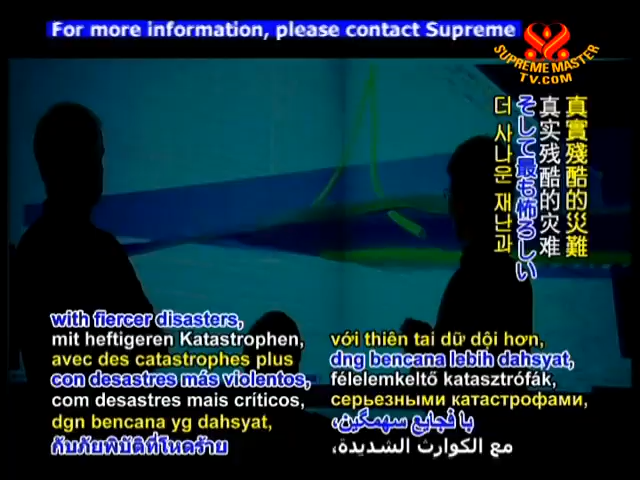 For more information, please contact Supreme
SUPREME MASTER
TV.COM
真實殘酷的災難
真实残酷的灾难
そして最も怖ろしい
더 사나운 재난과
with fiercer disasters,
mit heftigeren Katastrophen,
avec des catastrophes plus
con desastres más violentos,
com desastres mais críticos,
dgn bencana yg dahsyat,
กับภัยพิบัติที่โหดร้าย
với thiên tai dữ dội hơn,
dng bencana lebih dahsyat,
félelemkeltő katasztrófák,
серьезными катастрофами,
با فجایع سهمگین،
مع الكوارث الشديدة،